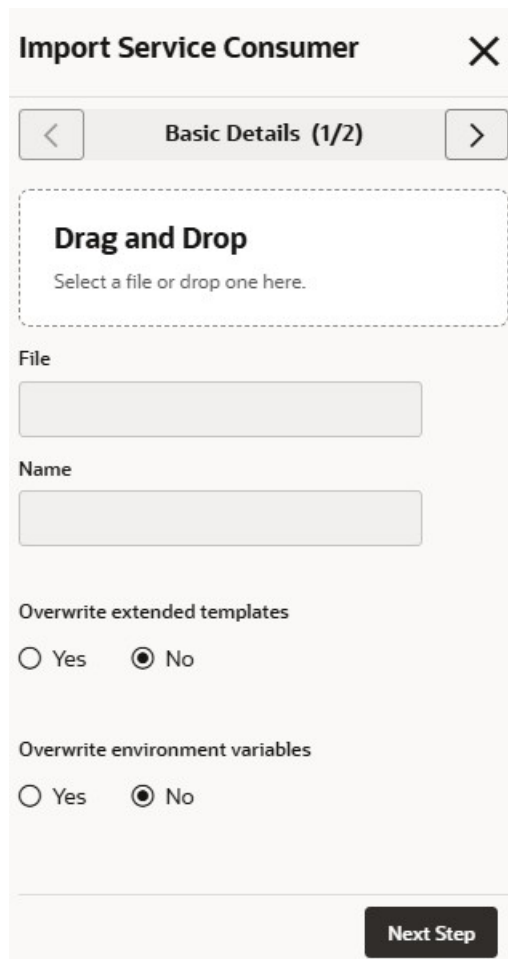 Import Service Consumer
Basic Details (1/2)
Drag and Drop
Select a file or drop one here.
File
Name
Overwrite extended templates
Yes No
Overwrite environment variables
Yes No
Next Step